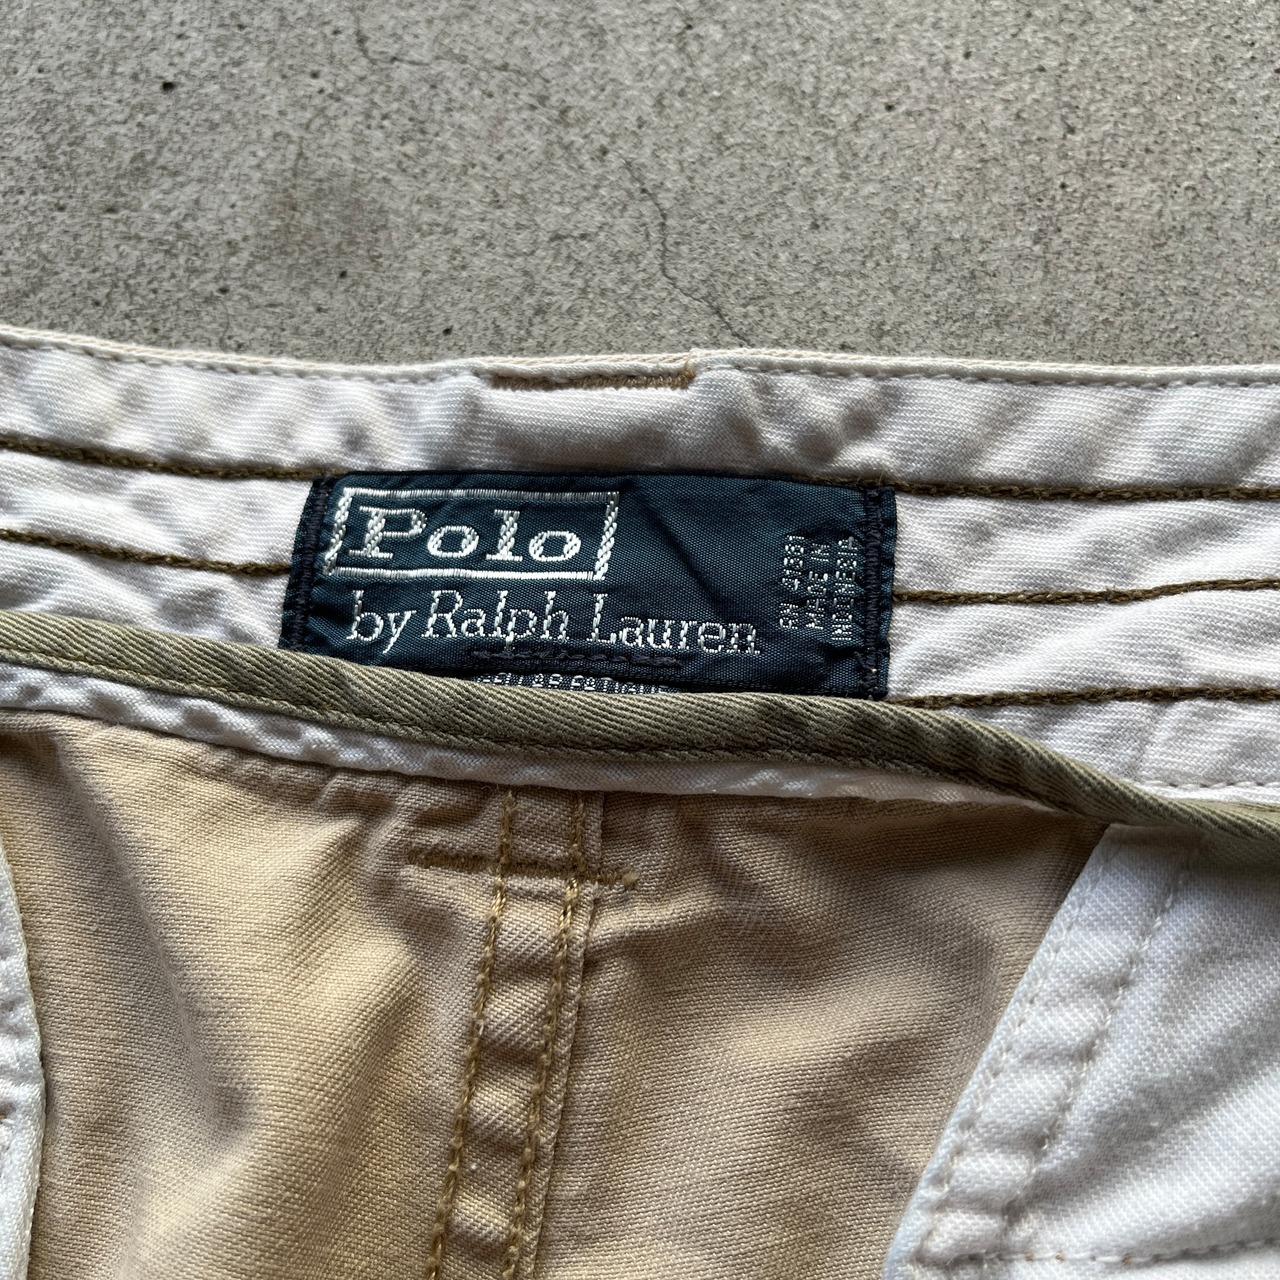 Polo
by Ralph Lauren
RN 41381
MADE IN
INDONESIA